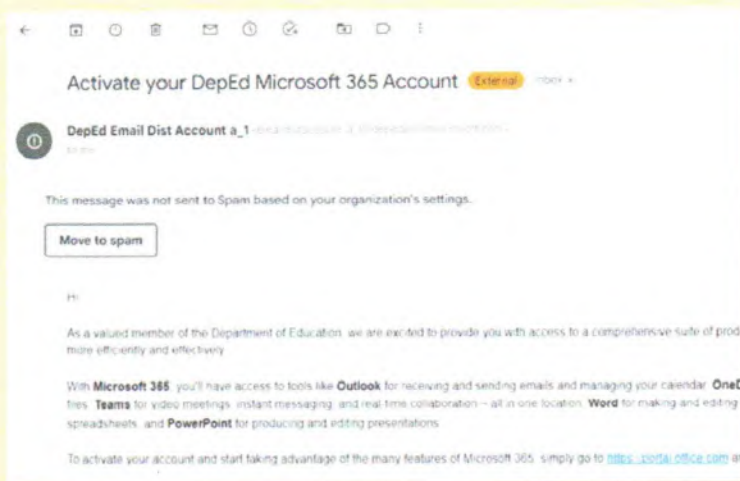 Activate your DepEd Microsoft 365 Account External Inbox ×
DepEd Email Dist Account a_1
to me
This message was not sent to Spam based on your organization's settings.
Move to spam
Hi
As a valued member of the Department of Education, we are excited to provide you with access to a comprehensive suite of prod
more efficiently and effectively
With Microsoft 365, you'll have access to tools like Outlook for receiving and sending emails and managing your calendar, OneD
files, Teams for video meetings, instant messaging, and real-time collaboration – all in one location, Word for making and editing
spreadsheets, and PowerPoint for producing and editing presentations
To activate your account and start taking advantage of the many features of Microsoft 365, simply go to https://portal.office.com a